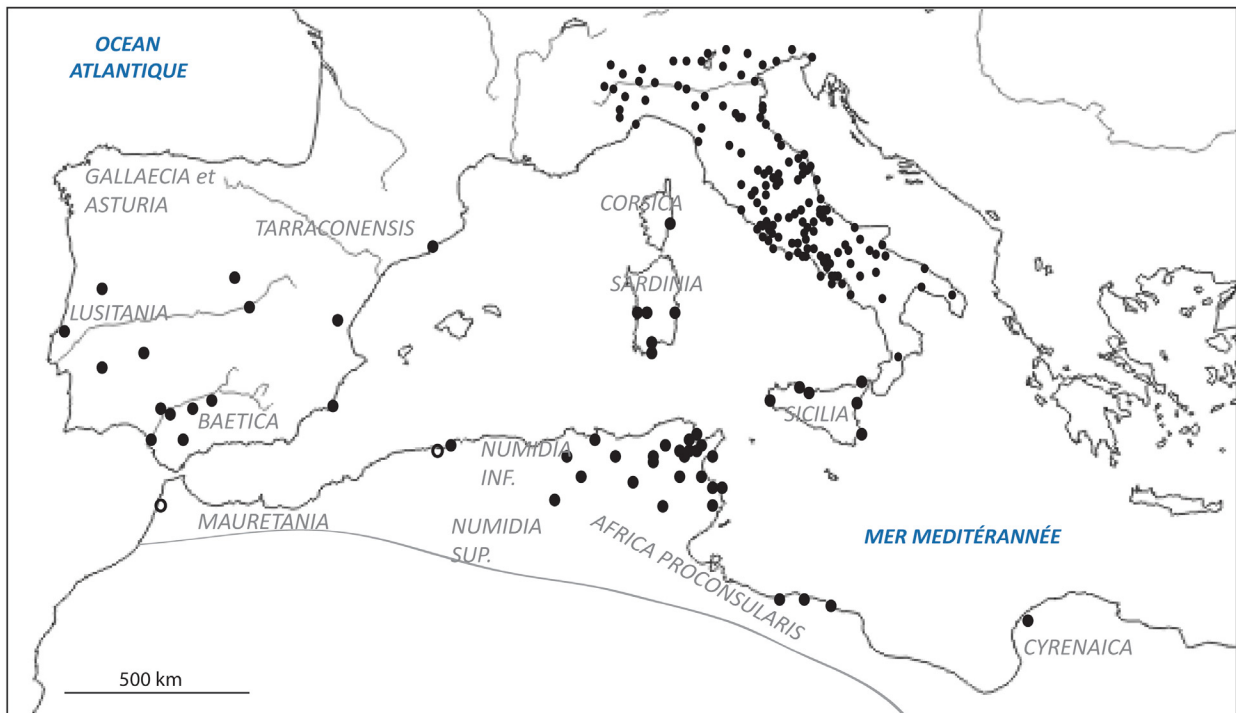 OCEAN
ATLANTIQUE
GALLAECIA et
ASTURIA
TARRACONENSIS
CORSICA
SARDINIA
LUSITANIA
BAETICA
SICILIA
NUMIDIA
INF.
MAURETANIA
NUMIDIA
SUP.
AFRICA PROCONSULARIS
MER MEDITÉRANNÉE
CYRENAICA
500 km